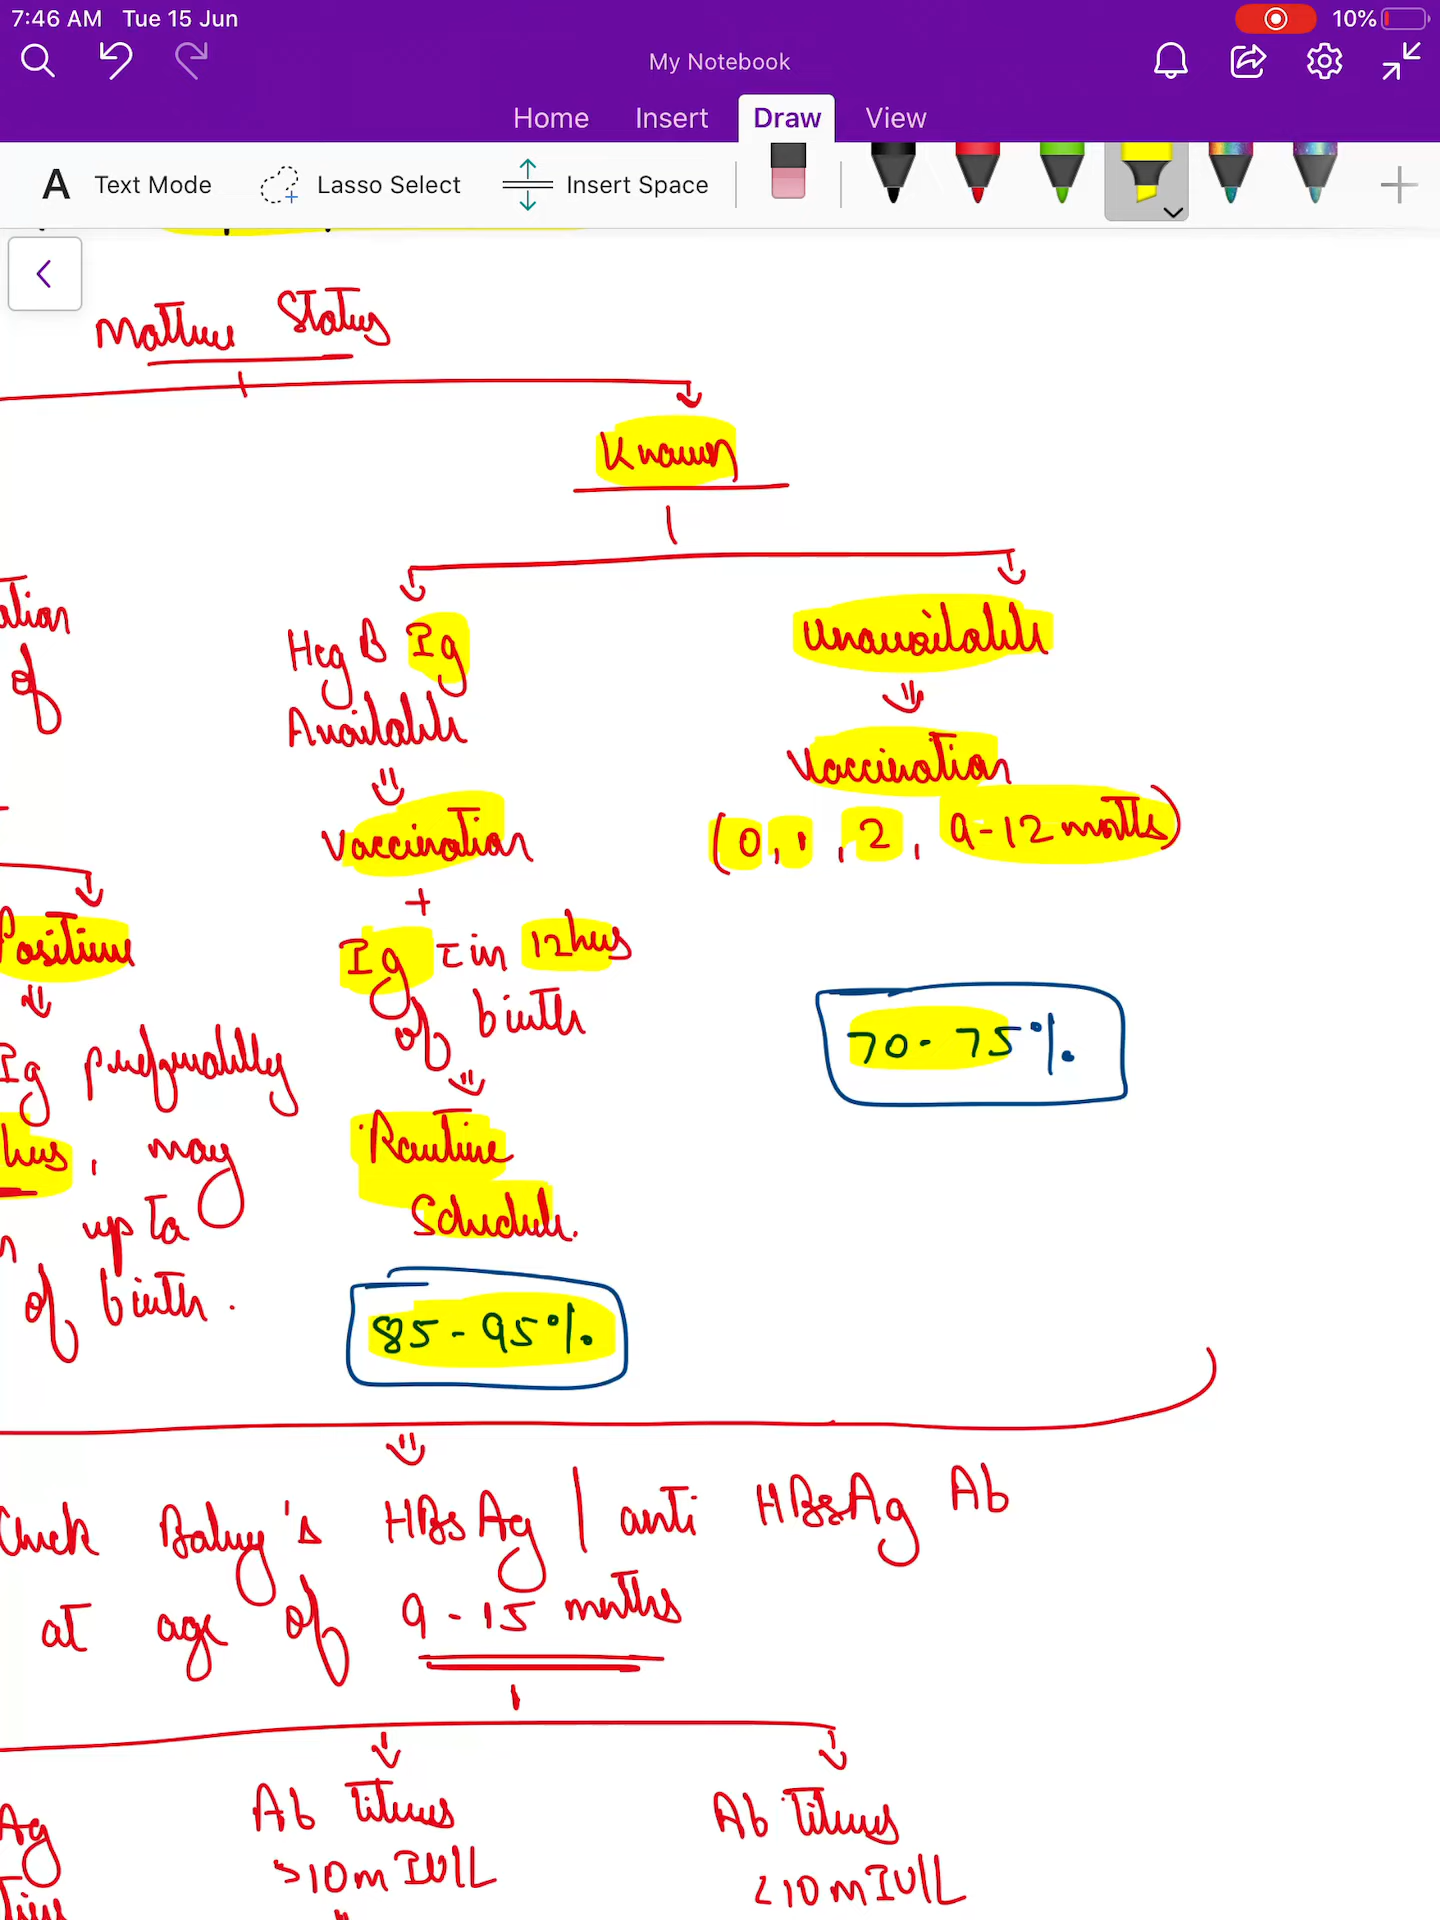 7:46 AM Tue 15 Jun
10%
My Notebook
Home Insert Draw View
A Text Mode Lasso Select Insert Space
Mother Status
Known
Hep B Ig
Available
Unavailable
of
Vaccination
Vaccination
(0, 1, 2, 9-12 months)
+
Positive
Ig in 12hrs
of birth
70-75%
Ig preferably
hrs, may
Routine
up to
Schedule.
of birth.
85-95%
Check Baby's HBsAg | anti HBsAg Ab
at age of 9-15 months
Ab titres
Ab titres
Ag
>10mIU/L
<10mIU/L